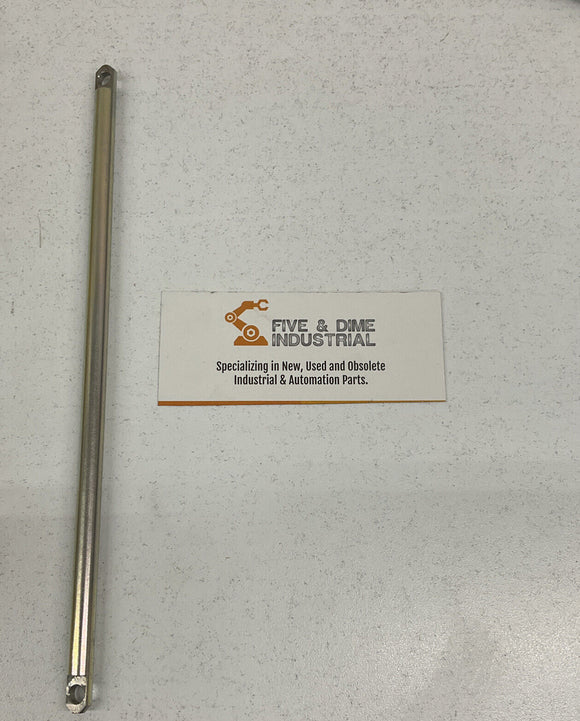 FIVE & DIME
INDUSTRIAL
Specializing in New, Used and Obsolete
Industrial & Automation Parts.